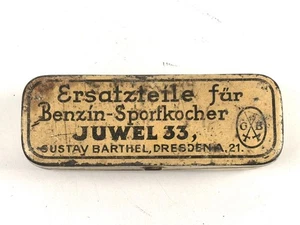 Ersatzteile für
Benzin-Sportkocher
JUWEL 33,
GUSTAV BARTHEL, DRESDEN A. 21.
G B